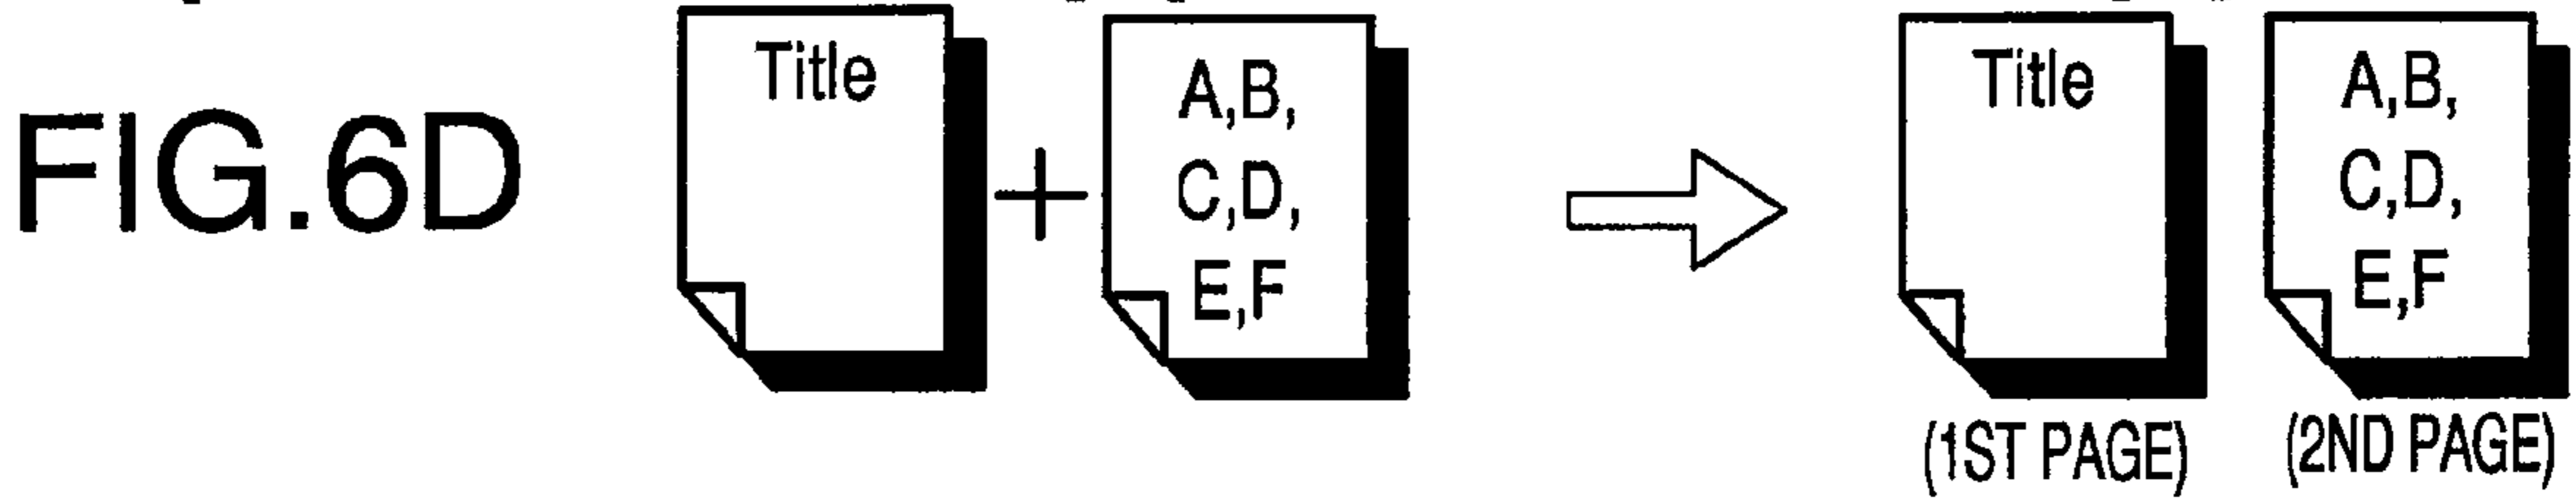 FIG.6D
Title
+
A,B,
C,D,
E,F
Title
A,B,
C,D,
E,F
(1ST PAGE)
(2ND PAGE)